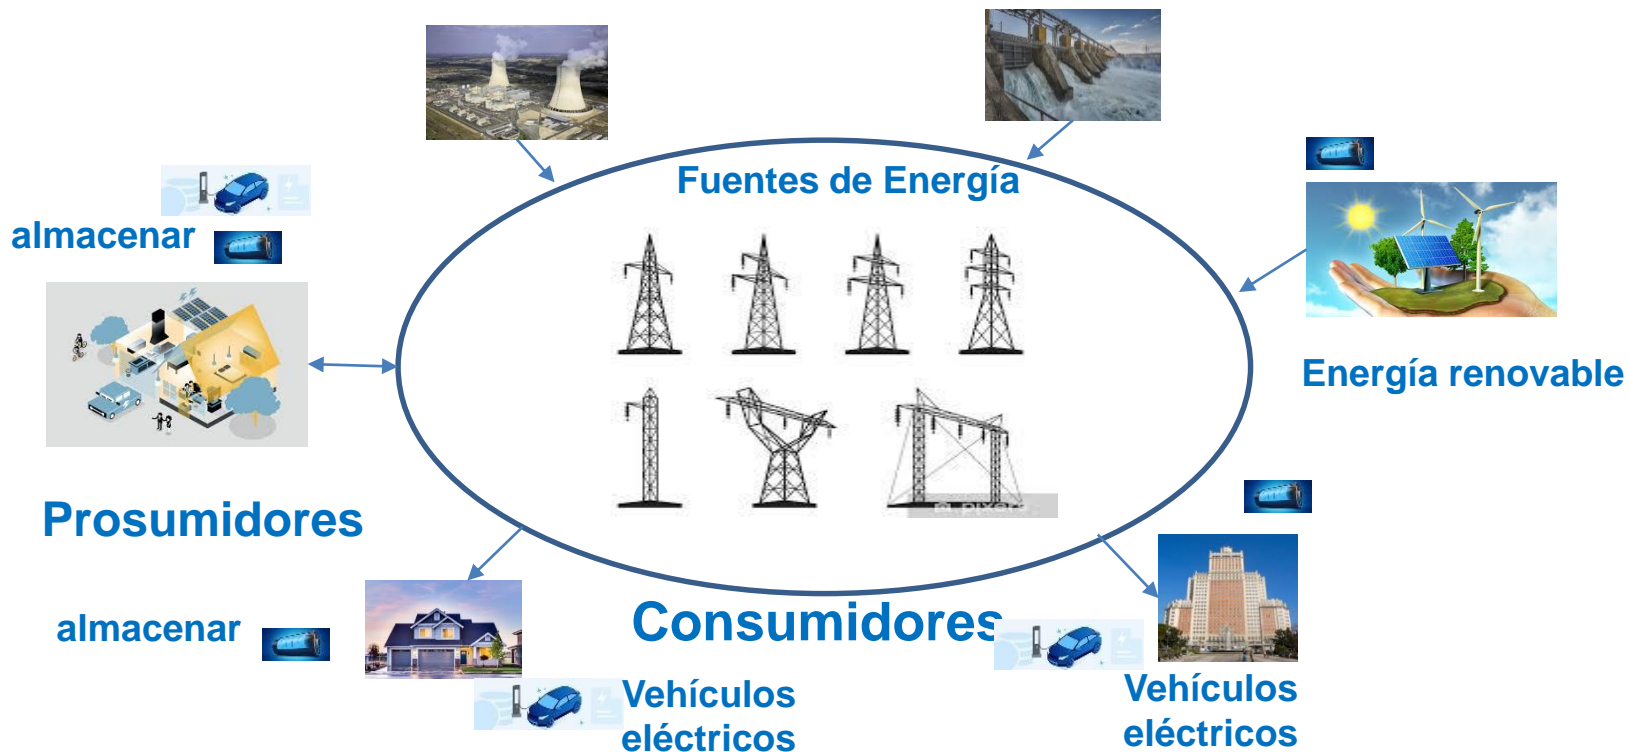 Fuentes de Energía
almacenar
Energía renovable
Prosumidores
almacenar
Consumidores
Vehículos
eléctricos
Vehículos
eléctricos